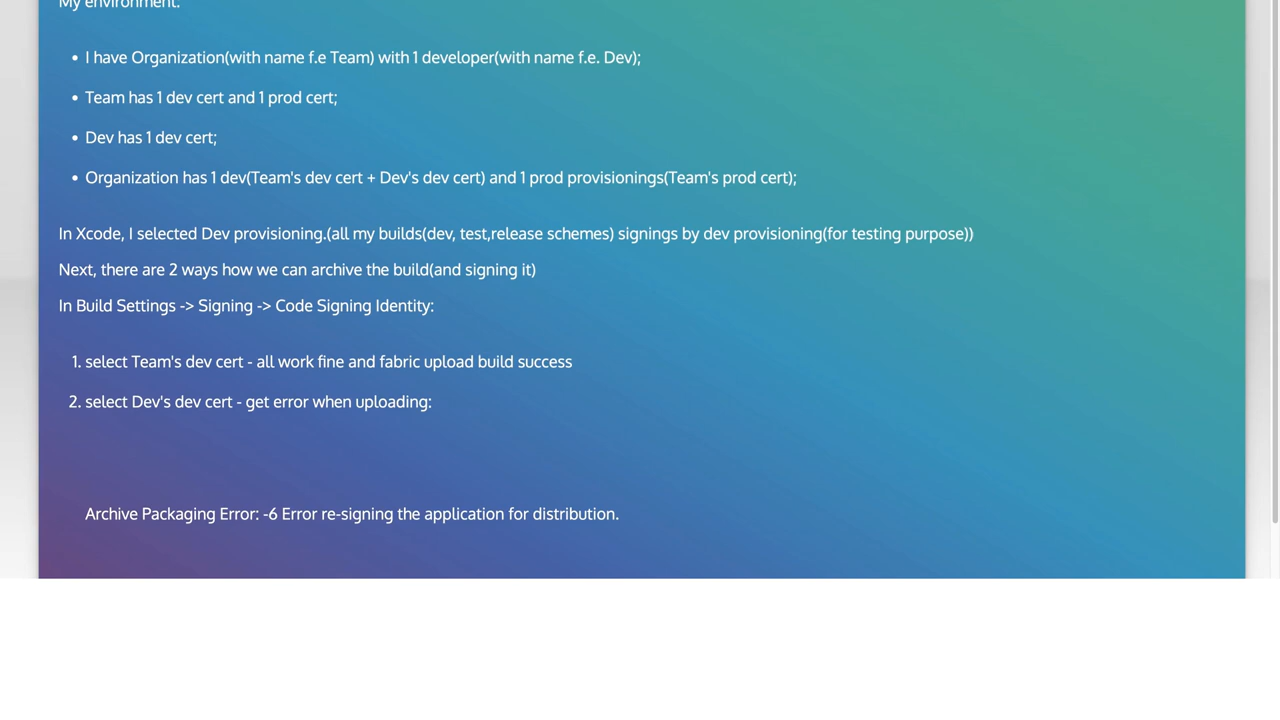 My environment:
• I have Organization(with name f.e Team) with 1 developer(with name f.e. Dev);
• Team has 1 dev cert and 1 prod cert;
• Dev has 1 dev cert;
• Organization has 1 dev(Team's dev cert + Dev's dev cert) and 1 prod provisionings(Team's prod cert);
In Xcode, I selected Dev provisioning.(all my builds(dev, test,release schemes) signings by dev provisioning(for testing purpose))
Next, there are 2 ways how we can archive the build(and signing it)
In Build Settings -> Signing -> Code Signing Identity:
1. select Team's dev cert - all work fine and fabric upload build success
2. select Dev's dev cert - get error when uploading:
Archive Packaging Error: -6 Error re-signing the application for distribution.